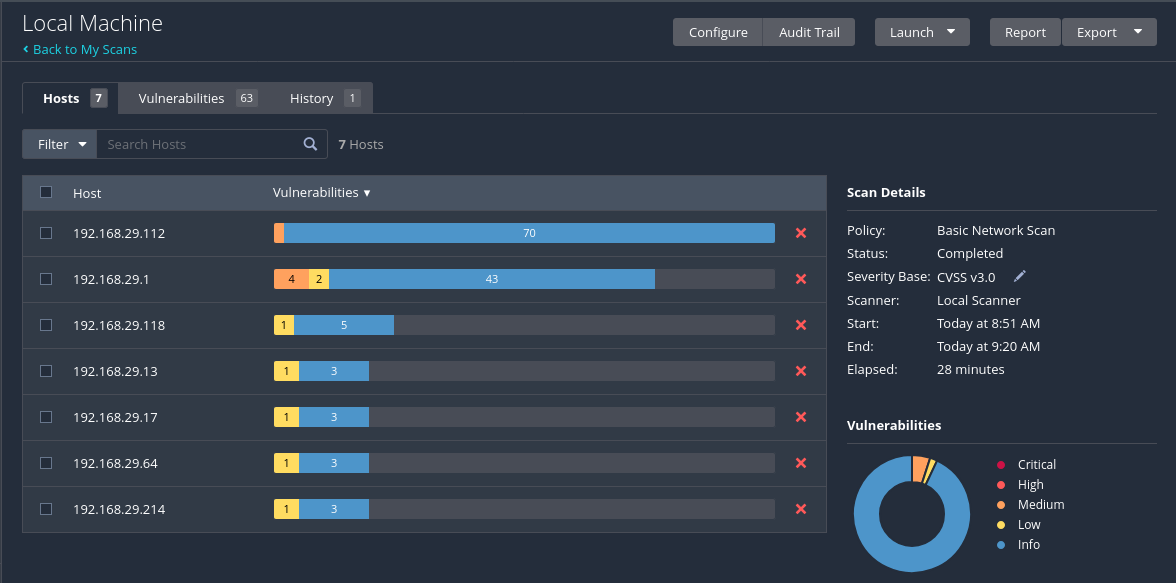 Local Machine
Back to My Scans
Configure Audit Trail Launch Report Export
Hosts 7 Vulnerabilities 63 History 1
Filter Search Hosts 7 Hosts
Host Vulnerabilities
192.168.29.112 70
192.168.29.1 4 2 43
192.168.29.118 1 5
192.168.29.13 1 3
192.168.29.17 1 3
192.168.29.64 1 3
192.168.29.214 1 3
Scan Details
Policy: Basic Network Scan
Status: Completed
Severity Base: CVSS v3.0
Scanner: Local Scanner
Start: Today at 8:51 AM
End: Today at 9:20 AM
Elapsed: 28 minutes
Vulnerabilities
Critical
High
Medium
Low
Info